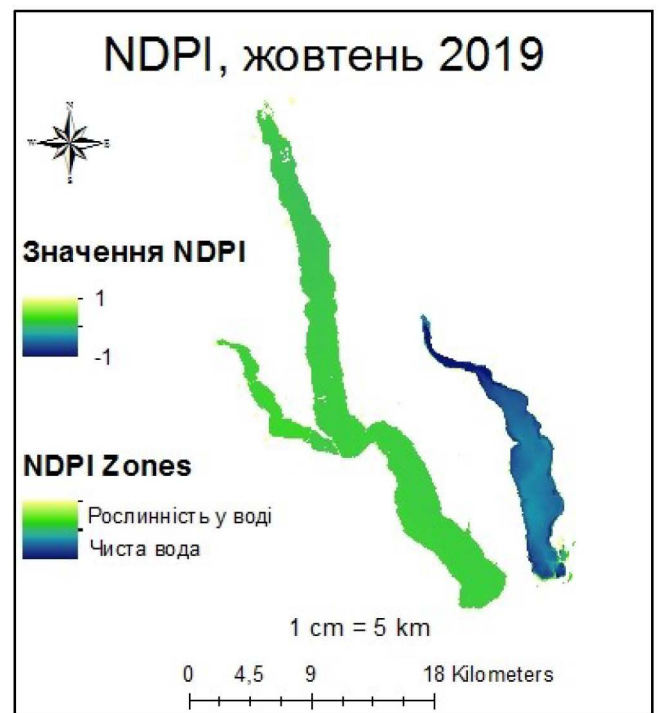 NDPI, жовтень 2019
N
W E
S
Значення NDPI
1
-1
NDPI Zones
Рослинність у воді
Чиста вода
1 cm = 5 km
0 4,5 9 18 Kilometers